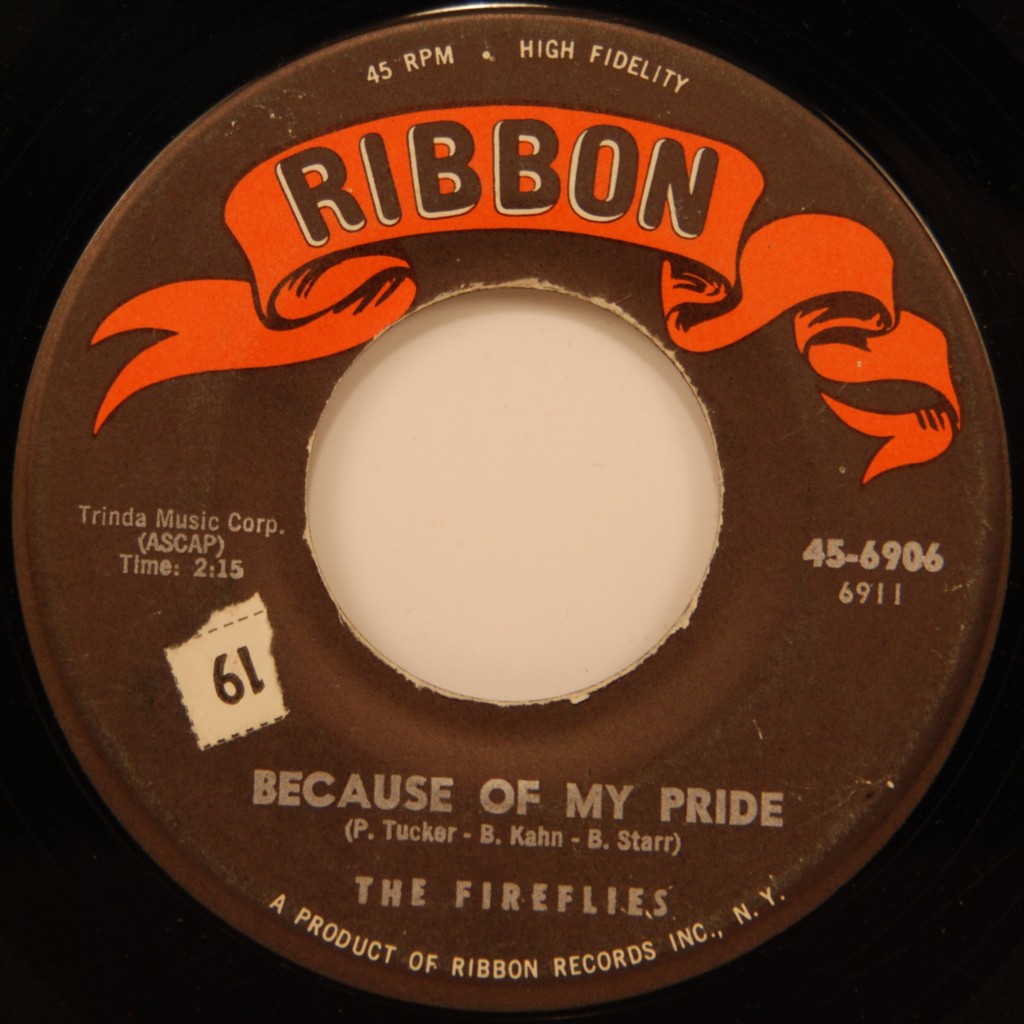 45 RPM • HIGH FIDELITY
RIBBON
Trinda Music Corp.
(ASCAP)
Time: 2:15
45-6906
6911
19
BECAUSE OF MY PRIDE
(P. Tucker - B. Kahn - B. Starr)
THE FIREFLIES
A PRODUCT OF RIBBON RECORDS INC., N. Y.